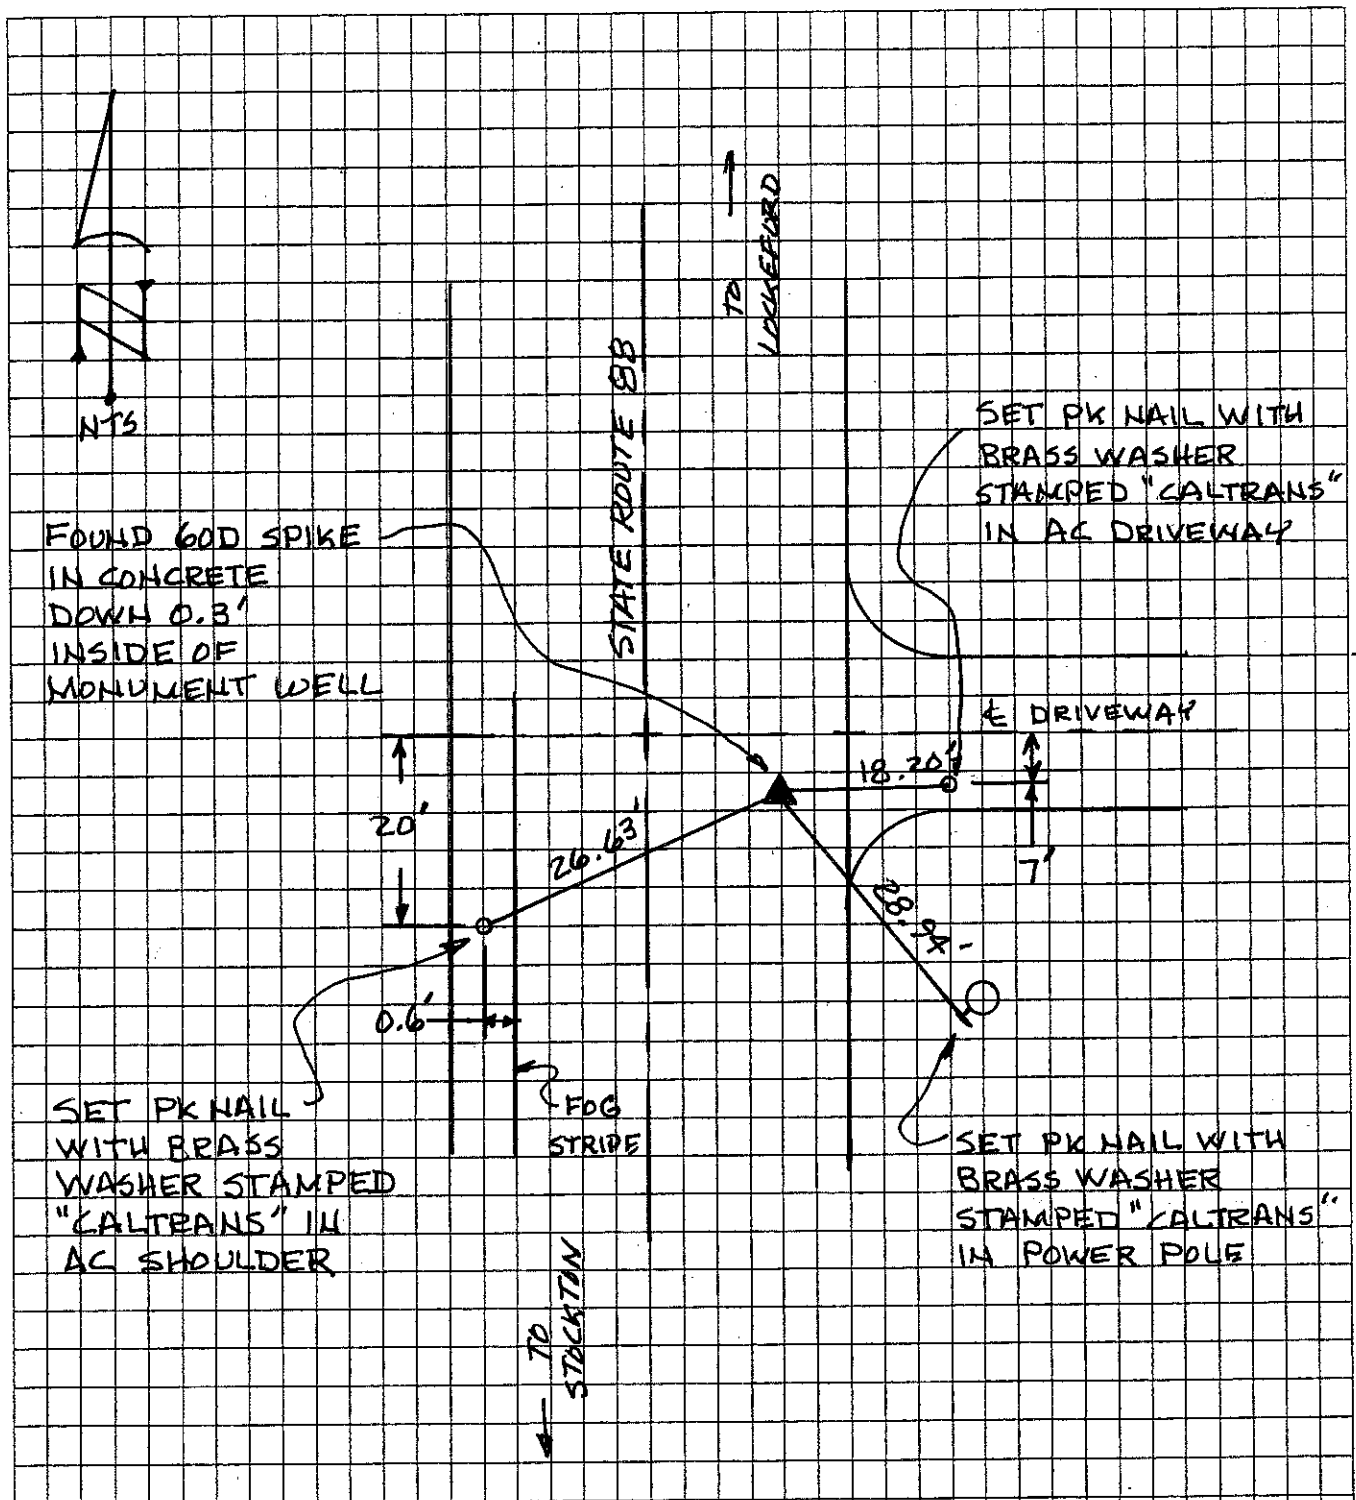 NTS
TO
LOCKEFORD
STATE ROUTE 88
SET PK NAIL WITH
BRASS WASHER
STAMPED "CALTRANS"
IN AC DRIVEWAY
FOUND 60D SPIKE
IN CONCRETE
DOWN 0.3'
INSIDE OF
MONUMENT WELL
℄ DRIVEWAY
18.20'
20'
26.63'
7'
28.94'
0.6'
SET PK NAIL
WITH BRASS
WASHER STAMPED
"CALTRANS" IN
AC SHOULDER
FOG
STRIPE
SET PK NAIL WITH
BRASS WASHER
STAMPED "CALTRANS"
IN POWER POLE
TO
STOCKTON